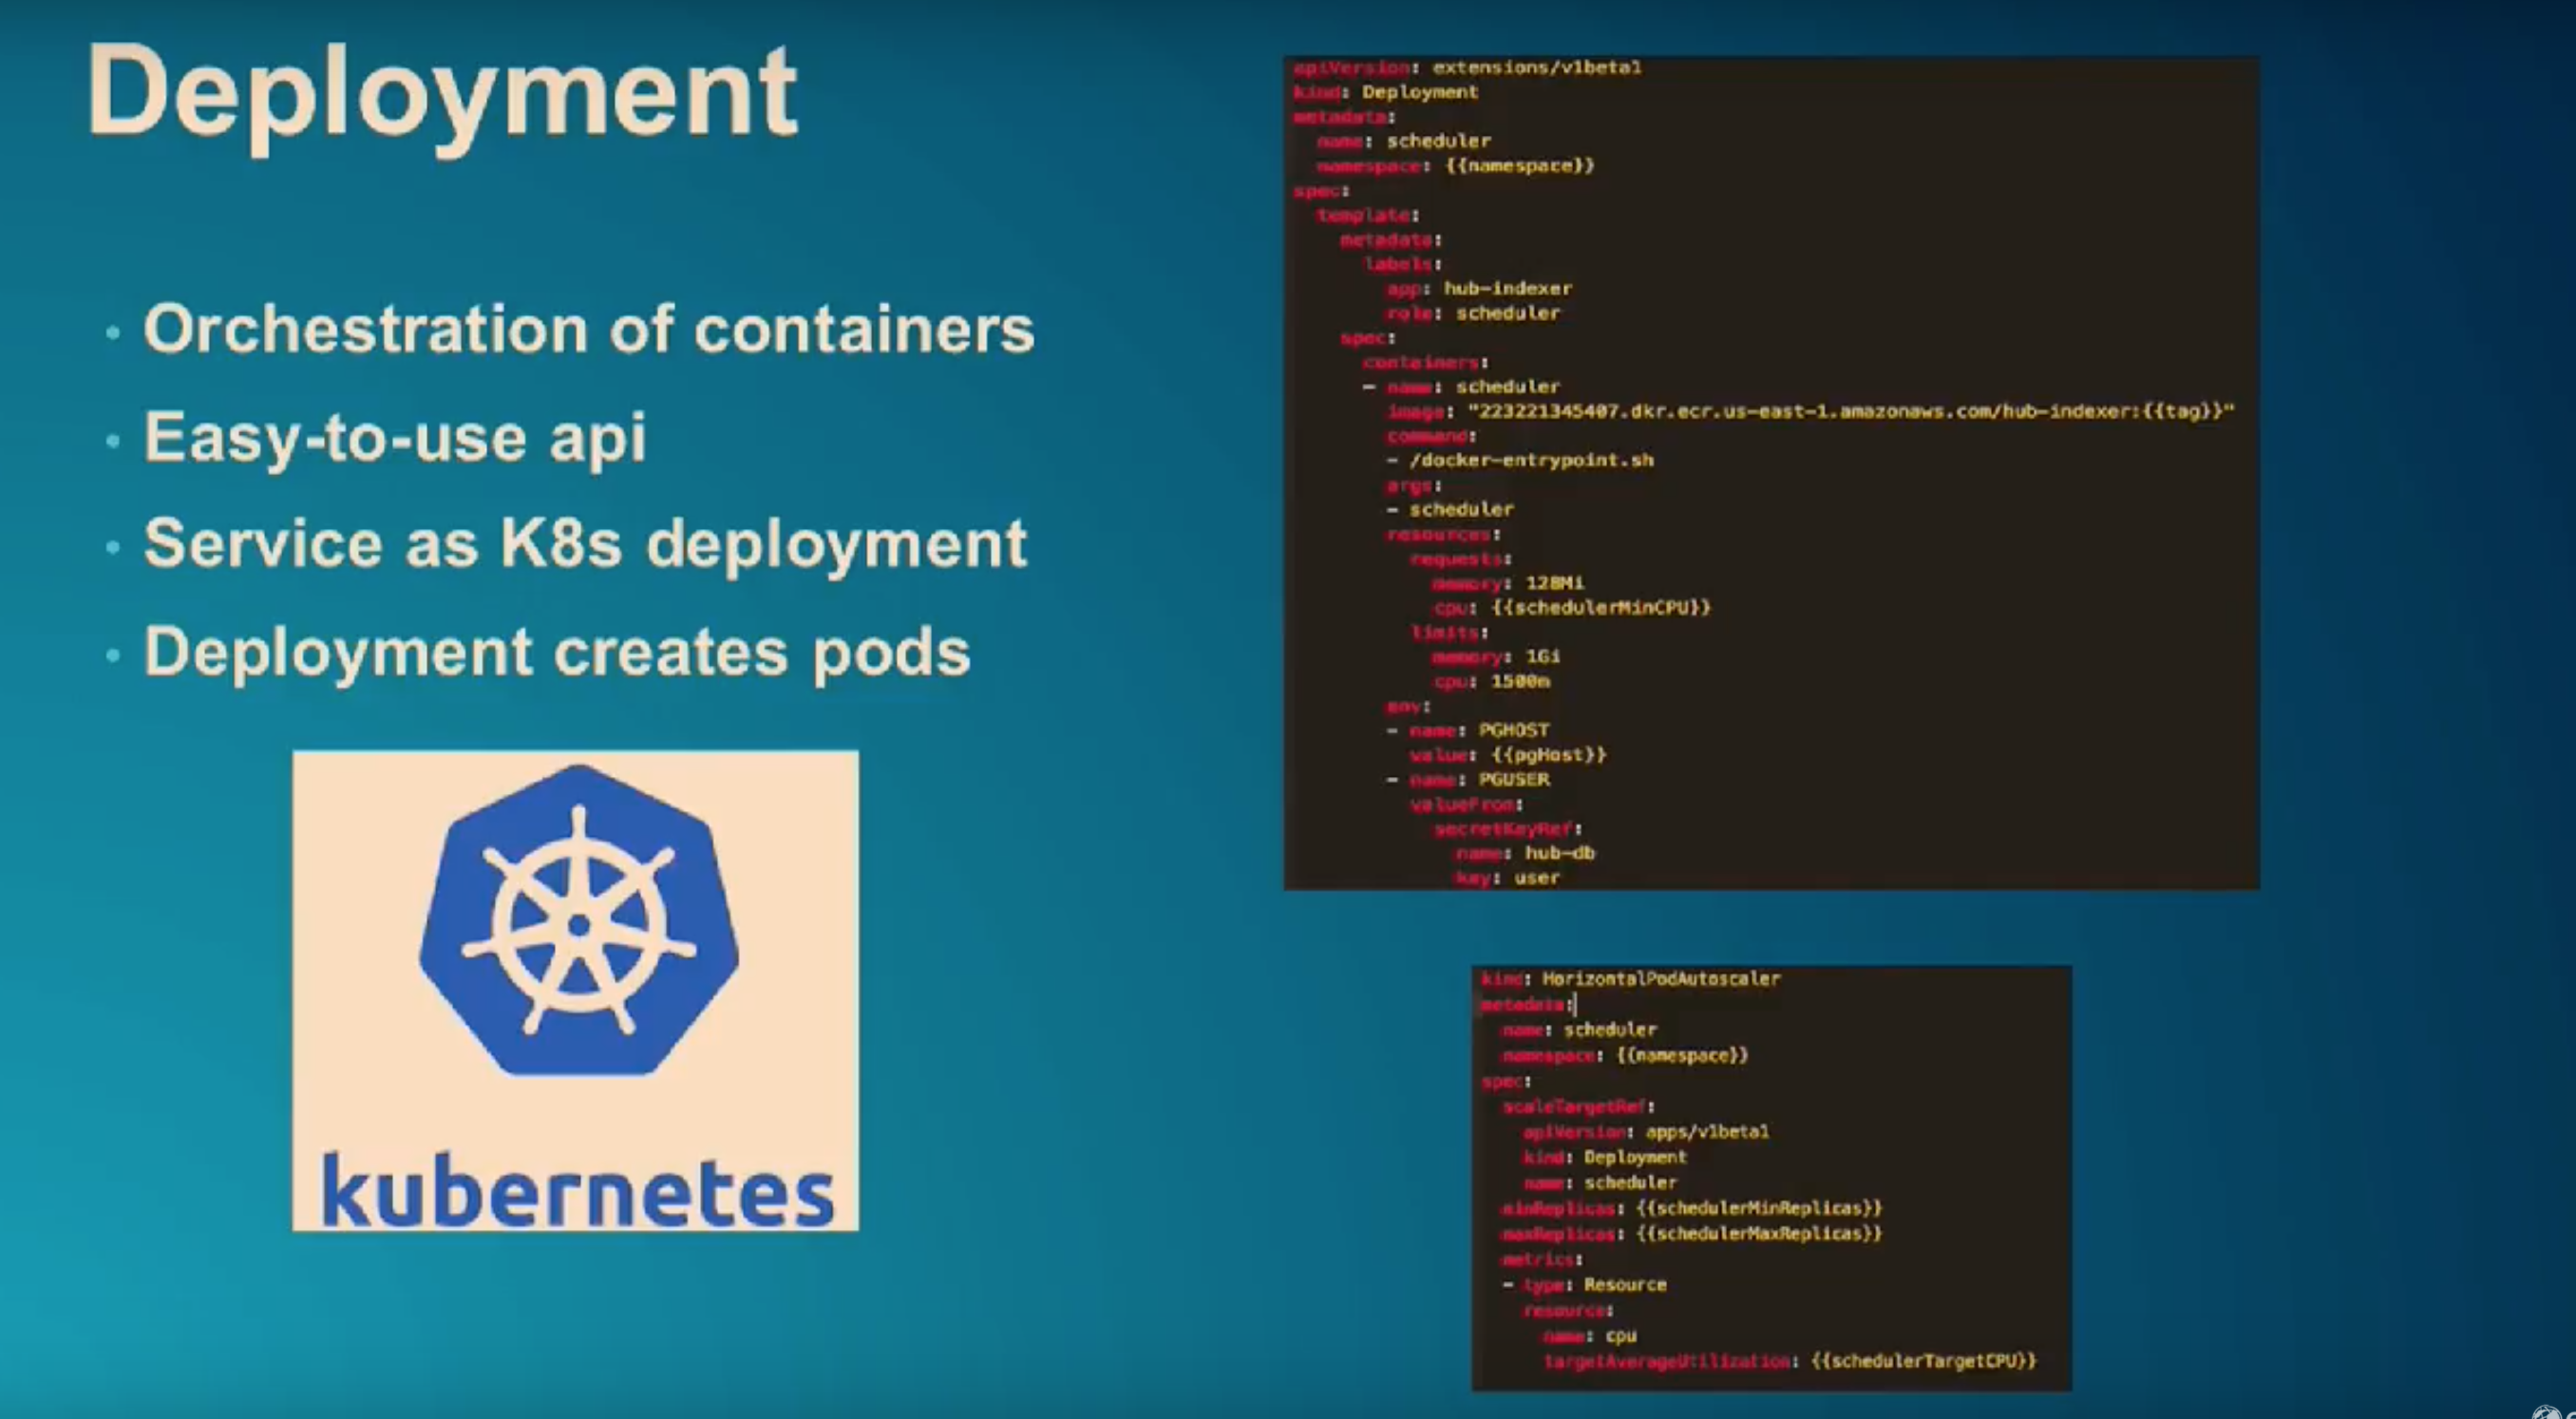 Deployment
• Orchestration of containers
• Easy-to-use api
• Service as K8s deployment
• Deployment creates pods
kubernetes
apiVersion: extensions/v1beta1
kind: Deployment
metadata:
  name: scheduler
  namespace: {{namespace}}
spec:
  template:
    metadata:
      labels:
        app: hub-indexer
        role: scheduler
    spec:
      containers:
      - name: scheduler
        image: "223221345407.dkr.ecr.us-east-1.amazonaws.com/hub-indexer:{{tag}}"
        command:
        - /docker-entrypoint.sh
        args:
        - scheduler
        resources:
          requests:
            memory: 128Mi
            cpu: {{schedulerMinCPU}}
          limits:
            memory: 1Gi
            cpu: 1500m
        env:
        - name: PGHOST
          value: {{pgHost}}
        - name: PGUSER
          valueFrom:
            secretKeyRef:
              name: hub-db
              key: user
kind: HorizontalPodAutoscaler
metadata:
  name: scheduler
  namespace: {{namespace}}
spec:
  scaleTargetRef:
    apiVersion: apps/v1beta1
    kind: Deployment
    name: scheduler
  minReplicas: {{schedulerMinReplicas}}
  maxReplicas: {{schedulerMaxReplicas}}
  metrics:
  - type: Resource
    resource:
      name: cpu
      targetAverageUtilization: {{schedulerTargetCPU}}